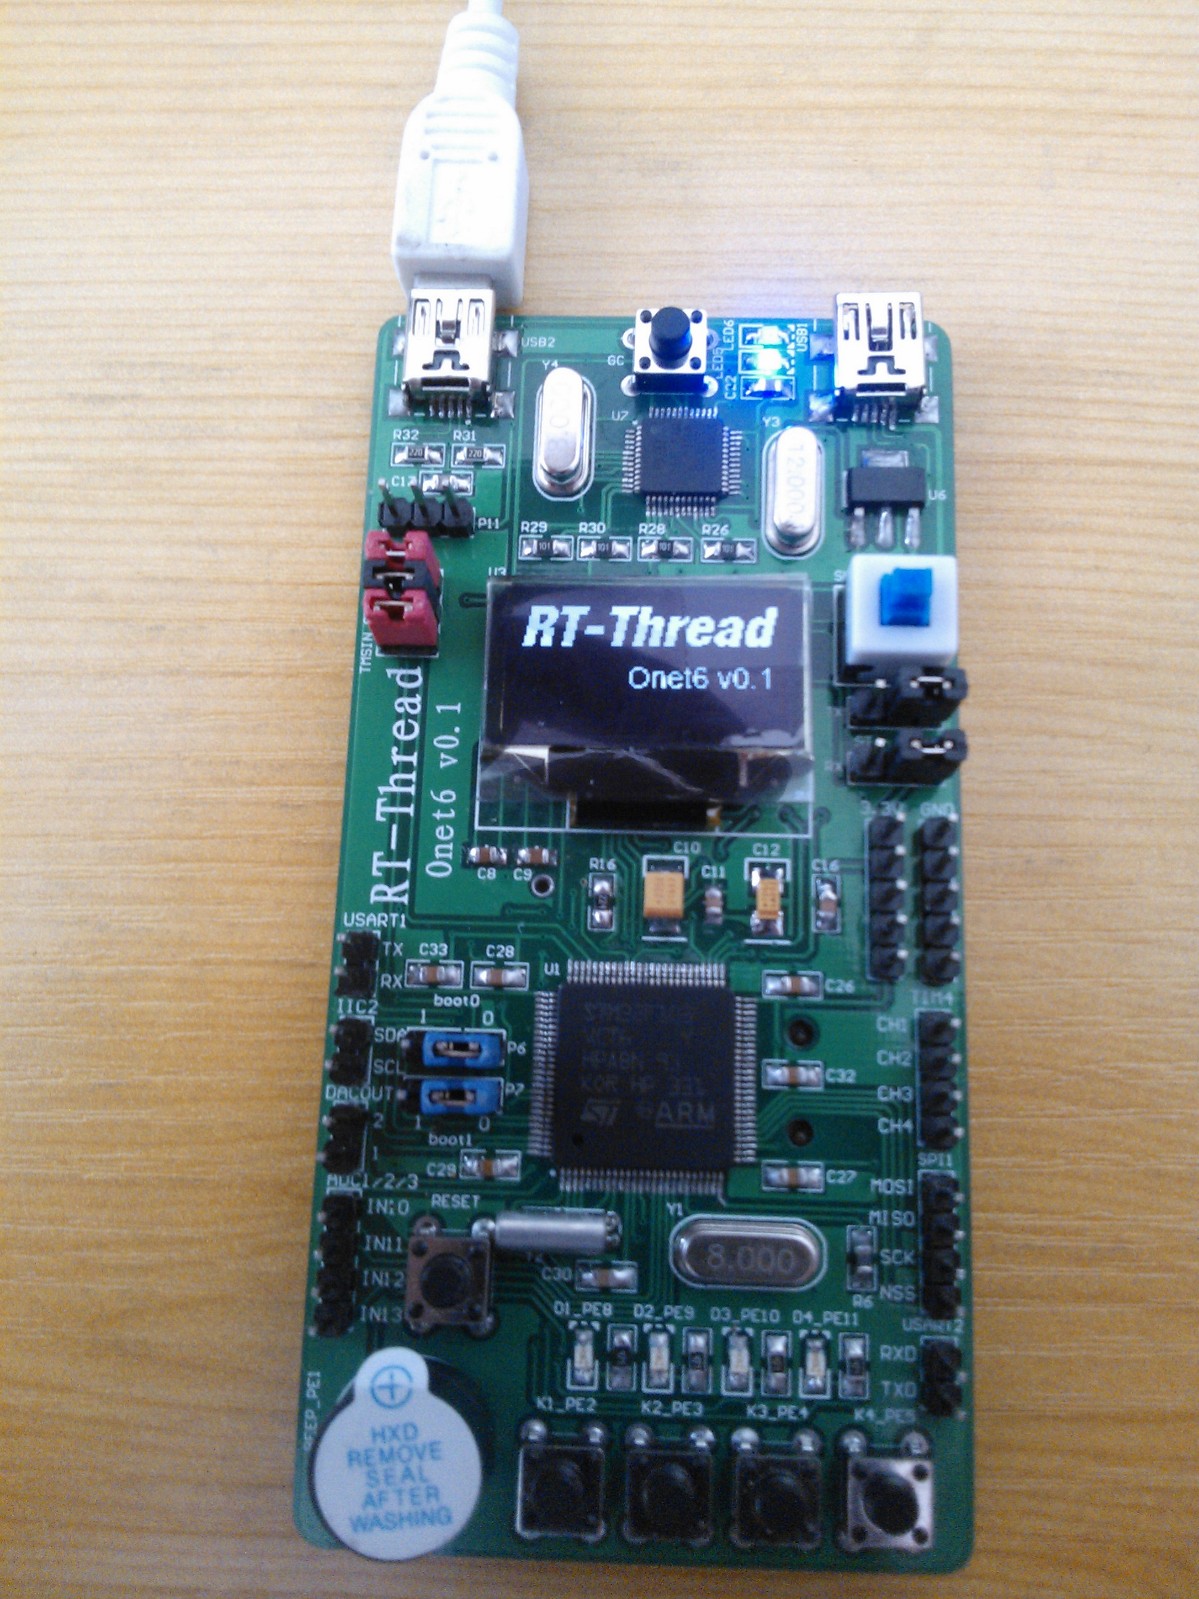 USB2
GC
LED6
LED5
USB1
C22
Y4
U7
Y3
12.000
R32
R31
220
220
C17
P11
U6
R29
R30
R28
R26
101
101
101
101
U3
RT-Thread
Onet6 v0.1
TMSIN
RT-Thread
Onet6 v0.1
3.3V
GND
C8
C9
R16
C10
C11
C12
C16
USART1
TX
RX
C33
C28
U1
C26
IIC2
SDA
SCL
boot0
1
0
P6
P7
1
0
boot1
DACOUT
2
1
C29
ARM
C32
C27
TIM4
CH1
CH2
CH3
CH4
SPI1
MOSI
MISO
SCK
NSS
ADC1/2/3
IN10
IN11
IN12
IN13
RESET
Y1
8.000
C30
R6
USART2
RXD
TXD
D1_PE8
D2_PE9
D3_PE10
D4_PE11
K1_PE2
K2_PE3
K3_PE4
K4_PE5
BEEP_PE1
HXD
REMOVE
SEAL
AFTER
WASHING